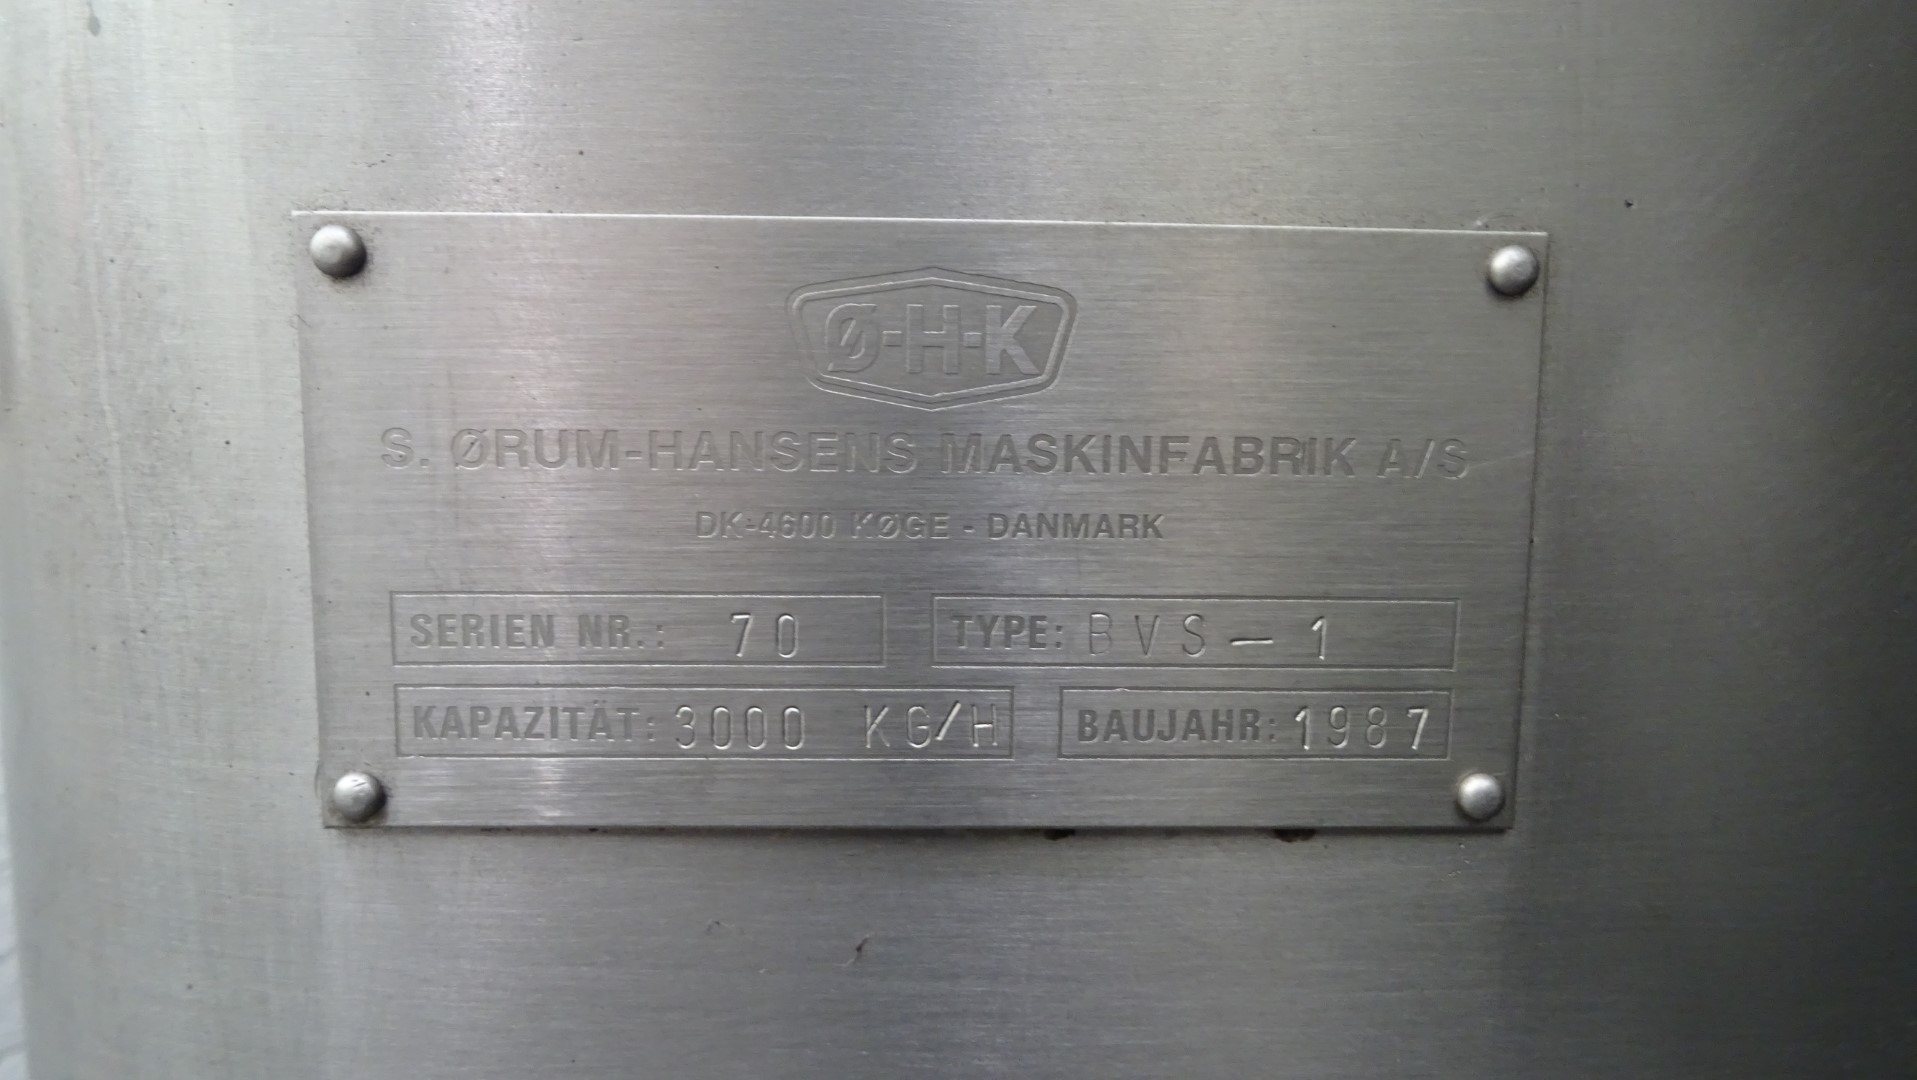 Ø-H-K
S. ØRUM-HANSENS MASKINFABRIK A/S
DK-4600 KØGE - DANMARK
SERIEN NR.: 70 TYPE: BVS-1
KAPAZITÄT: 3000 KG/H BAUJAHR: 1987